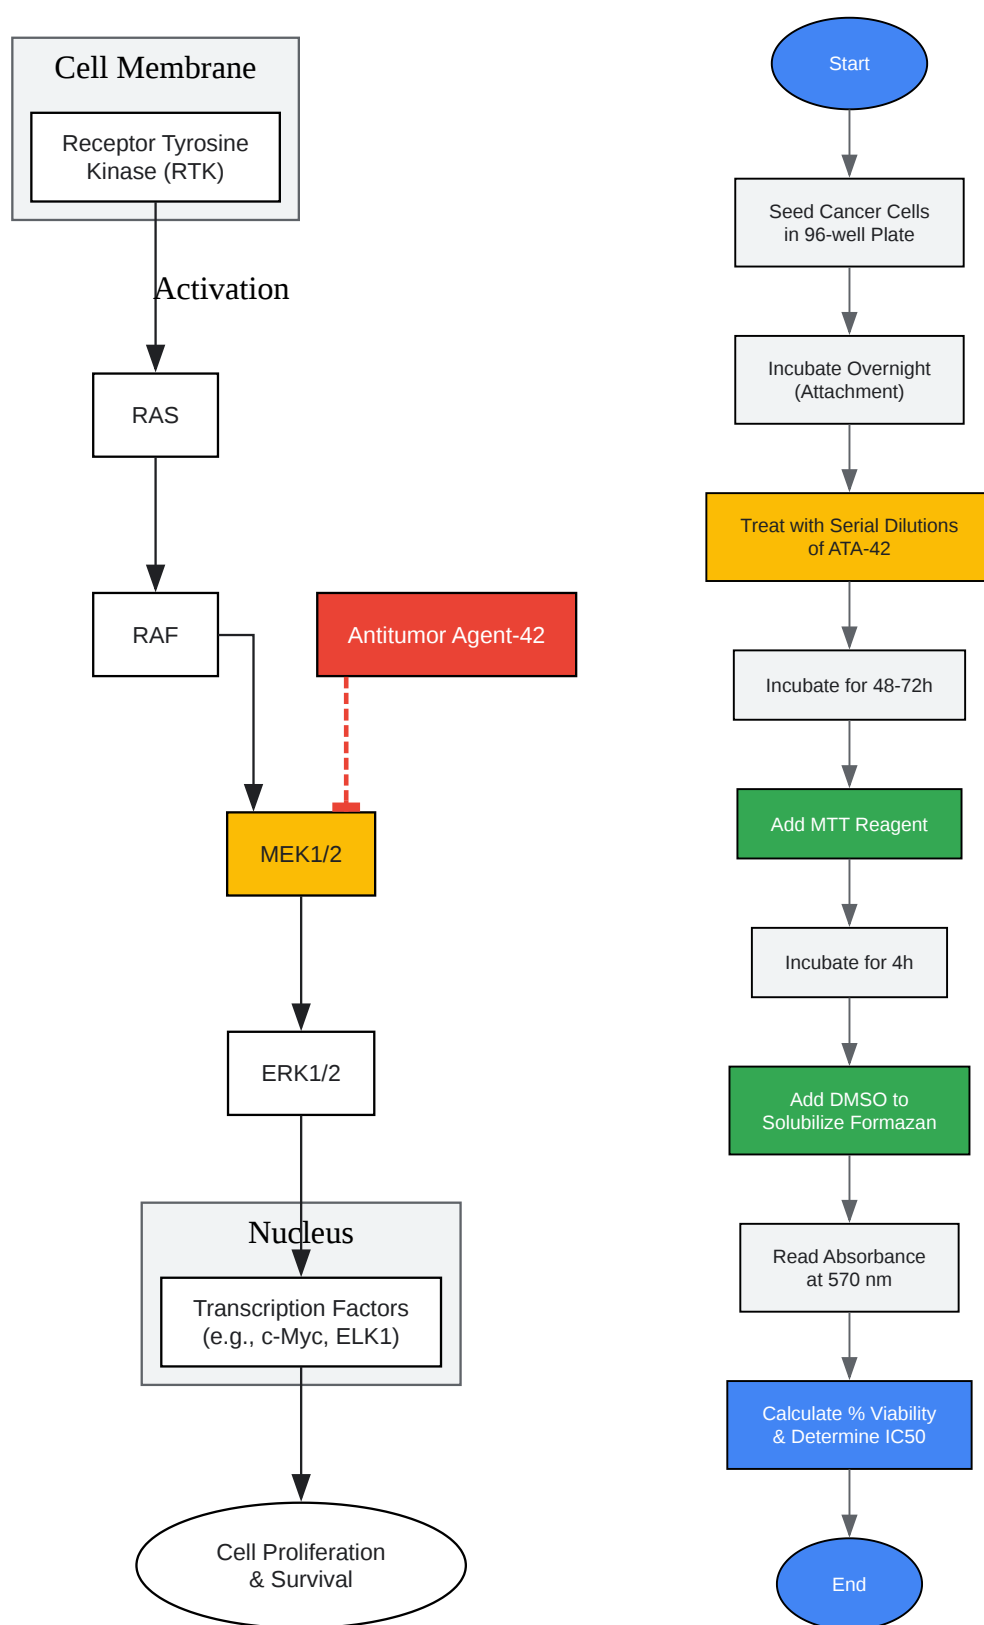 Cell Membrane
Receptor Tyrosine
Kinase (RTK)
Activation
RAS
RAF
Antitumor Agent-42
MEK1/2
ERK1/2
Nucleus
Transcription Factors
(e.g., c-Myc, ELK1)
Cell Proliferation
& Survival
Start
Seed Cancer Cells
in 96-well Plate
Incubate Overnight
(Attachment)
Treat with Serial Dilutions
of ATA-42
Incubate for 48-72h
Add MTT Reagent
Incubate for 4h
Add DMSO to
Solubilize Formazan
Read Absorbance
at 570 nm
Calculate % Viability
& Determine IC50
End